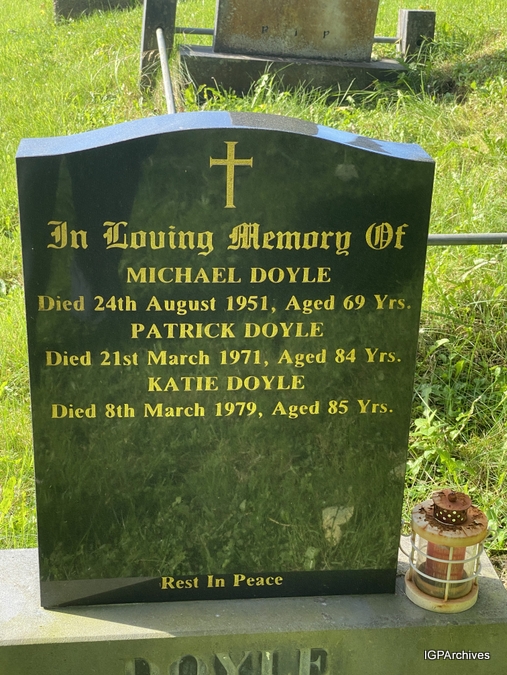 R I P
In Loving Memory Of
MICHAEL DOYLE
Died 24th August 1951, Aged 69 Yrs.
PATRICK DOYLE
Died 21st March 1971, Aged 84 Yrs.
KATIE DOYLE
Died 8th March 1979, Aged 85 Yrs.
Rest In Peace
DOYLE
IGPArchives